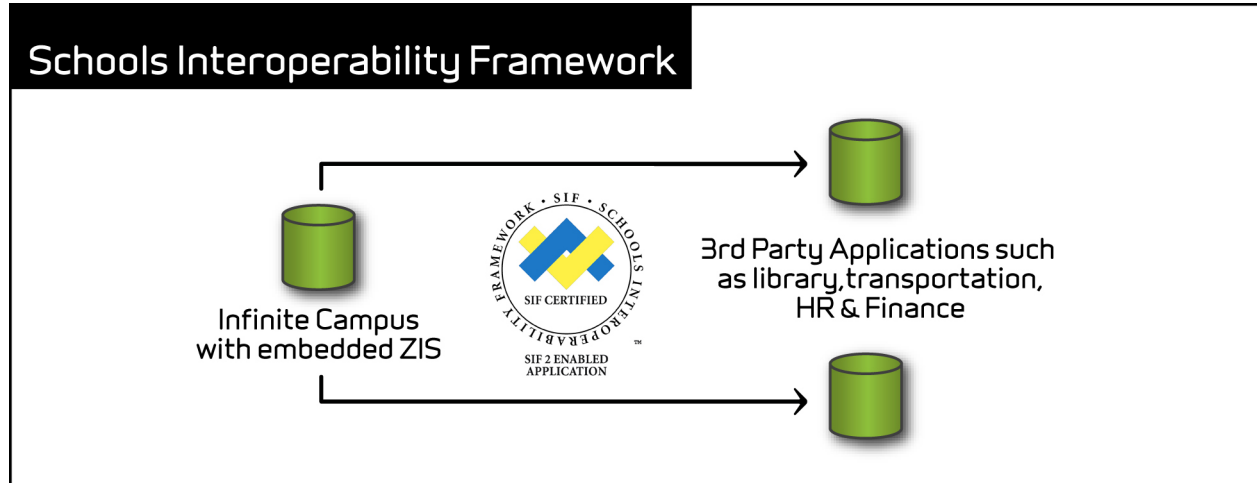 Schools Interoperability Framework
Infinite Campus
with embedded ZIS
SIF • SCHOOLS INTEROPERABILITY FRAMEWORK •
SIF CERTIFIED
™
SIF 2 ENABLED
APPLICATION
3rd Party Applications such
as library,transportation,
HR & Finance